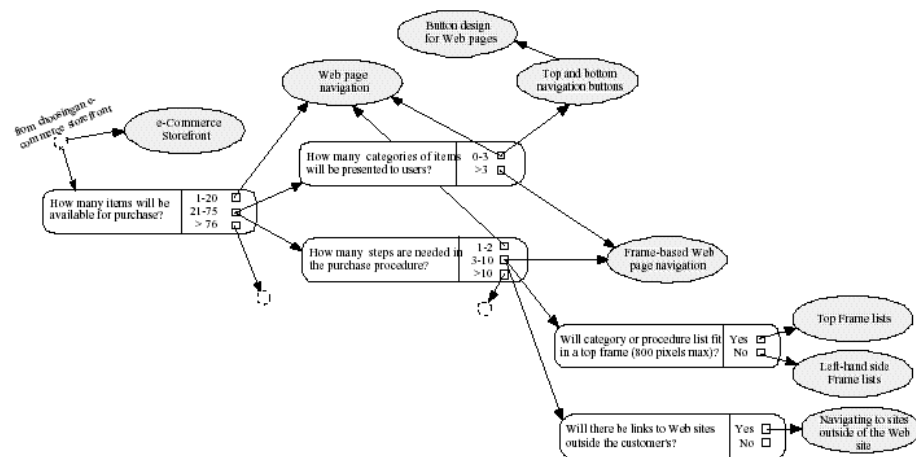 Button design
for Web pages
Web page
navigation
Top and bottom
navigation buttons
from choosingan e-
commerce storefront
e-Commerce
Storefront
How many categories of items
will be presented to users?
0-3
>3
How many items will be
available for purchase?
1-20
21-75
> 76
How many steps are needed in
the purchase procedure?
1-2
3-10
>10
Frame-based Web
page navigation
Will category or procedure list fit
in a top frame (800 pixels max)?
Yes
No
Top Frame lists
Left-hand side
Frame lists
Will there be links to Web sites
outside the customer's?
Yes
No
Navigating to sites
outside of the Web
site